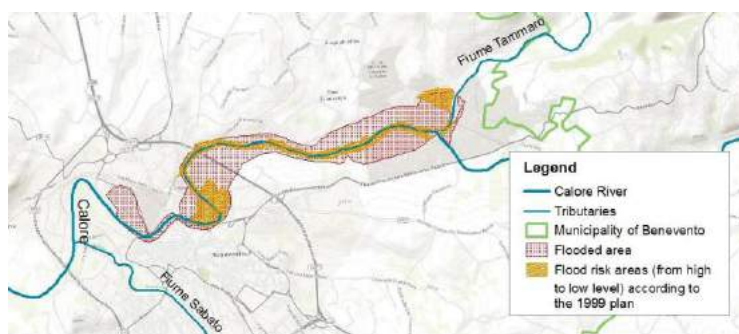 Fiume Tammaro
Calore
Fiume Sabato
Legend
Calore River
Tributaries
Municipality of Benevento
Flooded area
Flood risk areas (from high
to low level) according to
the 1999 plan